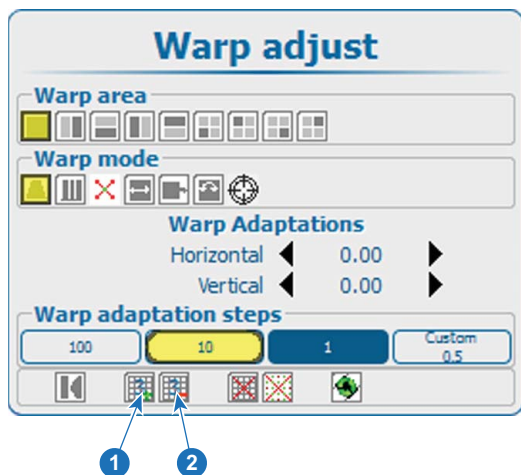 Warp adjust
Warp area
Warp mode
Warp Adaptations
Horizontal 0.00
Vertical 0.00
Warp adaptation steps
100 10 1 Custom
0.5
? ?
1 2